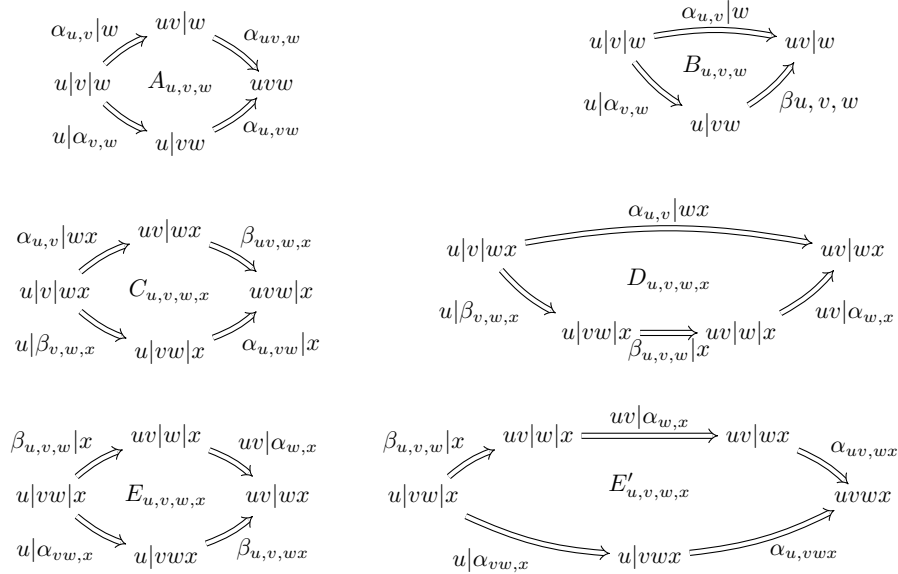 α_{u,v}|w
uv|w
α_{uv,w}
u|v|w
A_{u,v,w}
uvw
u|α_{v,w}
u|vw
α_{u,vw}
α_{u,v}|w
u|v|w
uv|w
B_{u,v,w}
u|α_{v,w}
βu, v, w
u|vw
α_{u,v}|wx
uv|wx
β_{uv,w,x}
u|v|wx
C_{u,v,w,x}
uvw|x
u|β_{v,w,x}
u|vw|x
α_{u,vw}|x
α_{u,v}|wx
u|v|wx
uv|wx
D_{u,v,w,x}
u|β_{v,w,x}
uv|α_{w,x}
u|vw|x
uv|w|x
β_{u,v,w}|x
β_{u,v,w}|x
uv|w|x
uv|α_{w,x}
u|vw|x
E_{u,v,w,x}
uv|wx
u|α_{vw,x}
u|vwx
β_{u,v,wx}
uv|α_{w,x}
β_{u,v,w}|x
uv|w|x
uv|wx
α_{uv,wx}
u|vw|x
E′_{u,v,w,x}
uvwx
u|α_{vw,x}
u|vwx
α_{u,vwx}